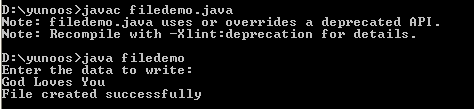 D:\yunoos>javac filedemo.java
Note: filedemo.java uses or overrides a deprecated API.
Note: Recompile with -Xlint:deprecation for details.
D:\yunoos>java filedemo
Enter the data to write:
God Loves You
File created successfully